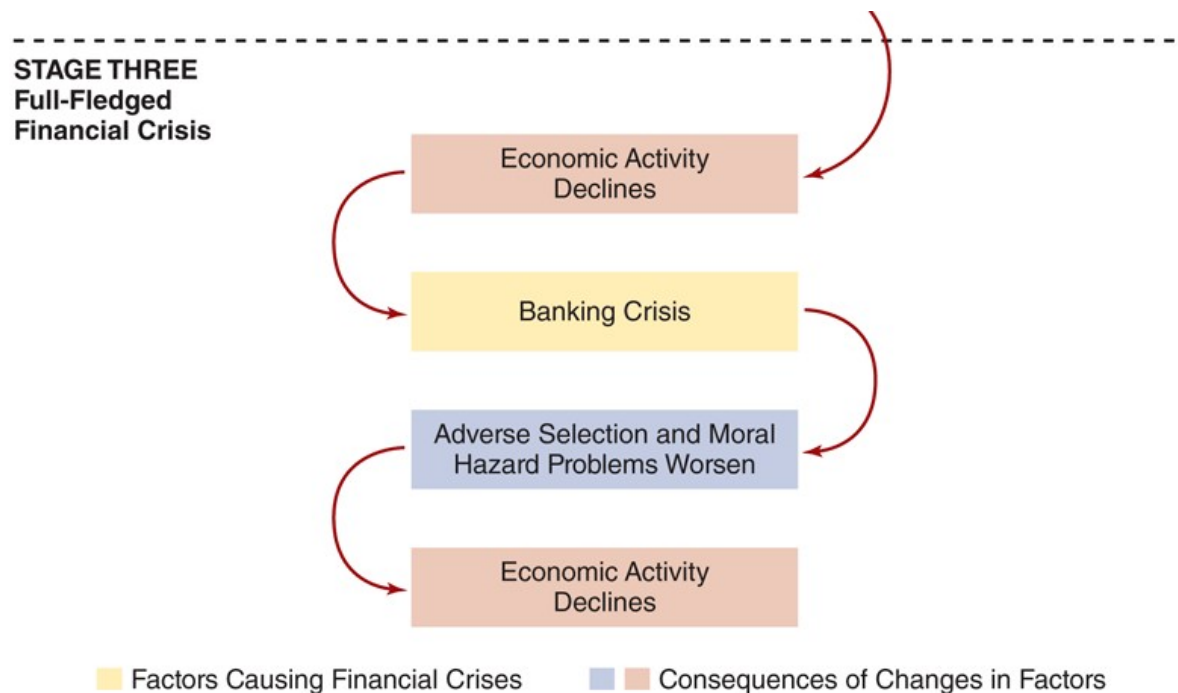 STAGE THREE
Full-Fledged
Financial Crisis
Economic Activity
Declines
Banking Crisis
Adverse Selection and Moral
Hazard Problems Worsen
Economic Activity
Declines
Factors Causing Financial Crises
Consequences of Changes in Factors